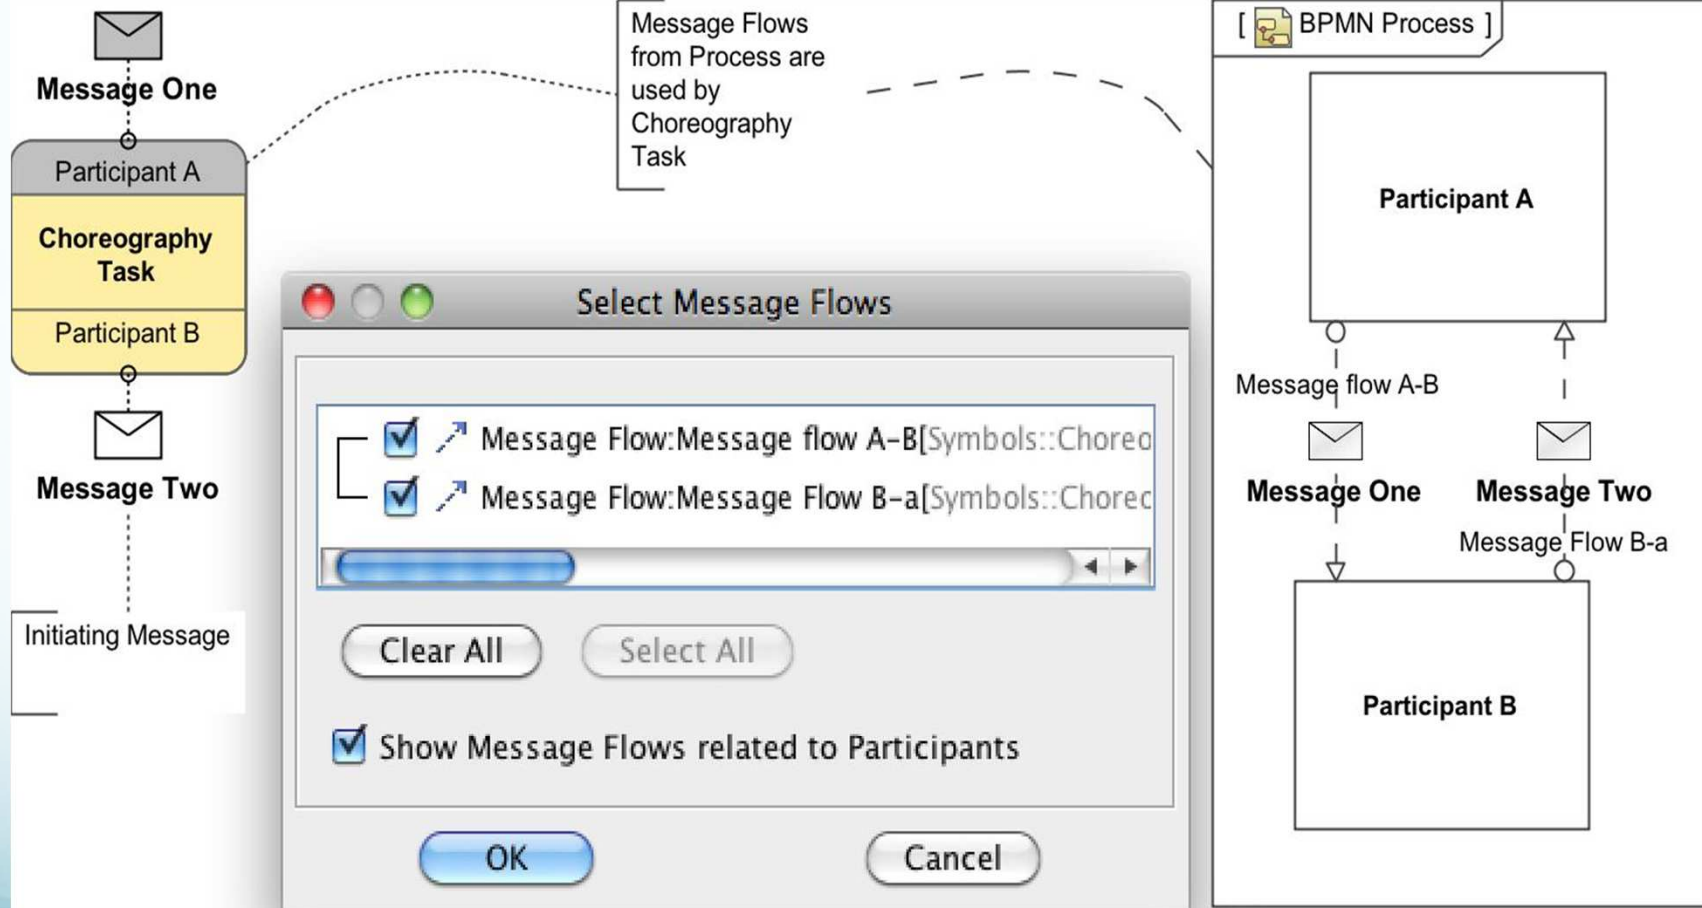 Message One
Participant A
Choreography
Task
Participant B
Message Two
Initiating Message
Message Flows
from Process are
used by
Choreography
Task
Select Message Flows
Message Flow:Message flow A-B[Symbols::Choreo
Message Flow:Message Flow B-a[Symbols::Choreo
Clear All
Select All
Show Message Flows related to Participants
OK
Cancel
[ BPMN Process ]
Participant A
Message flow A-B
Message One
Message Two
Message Flow B-a
Participant B